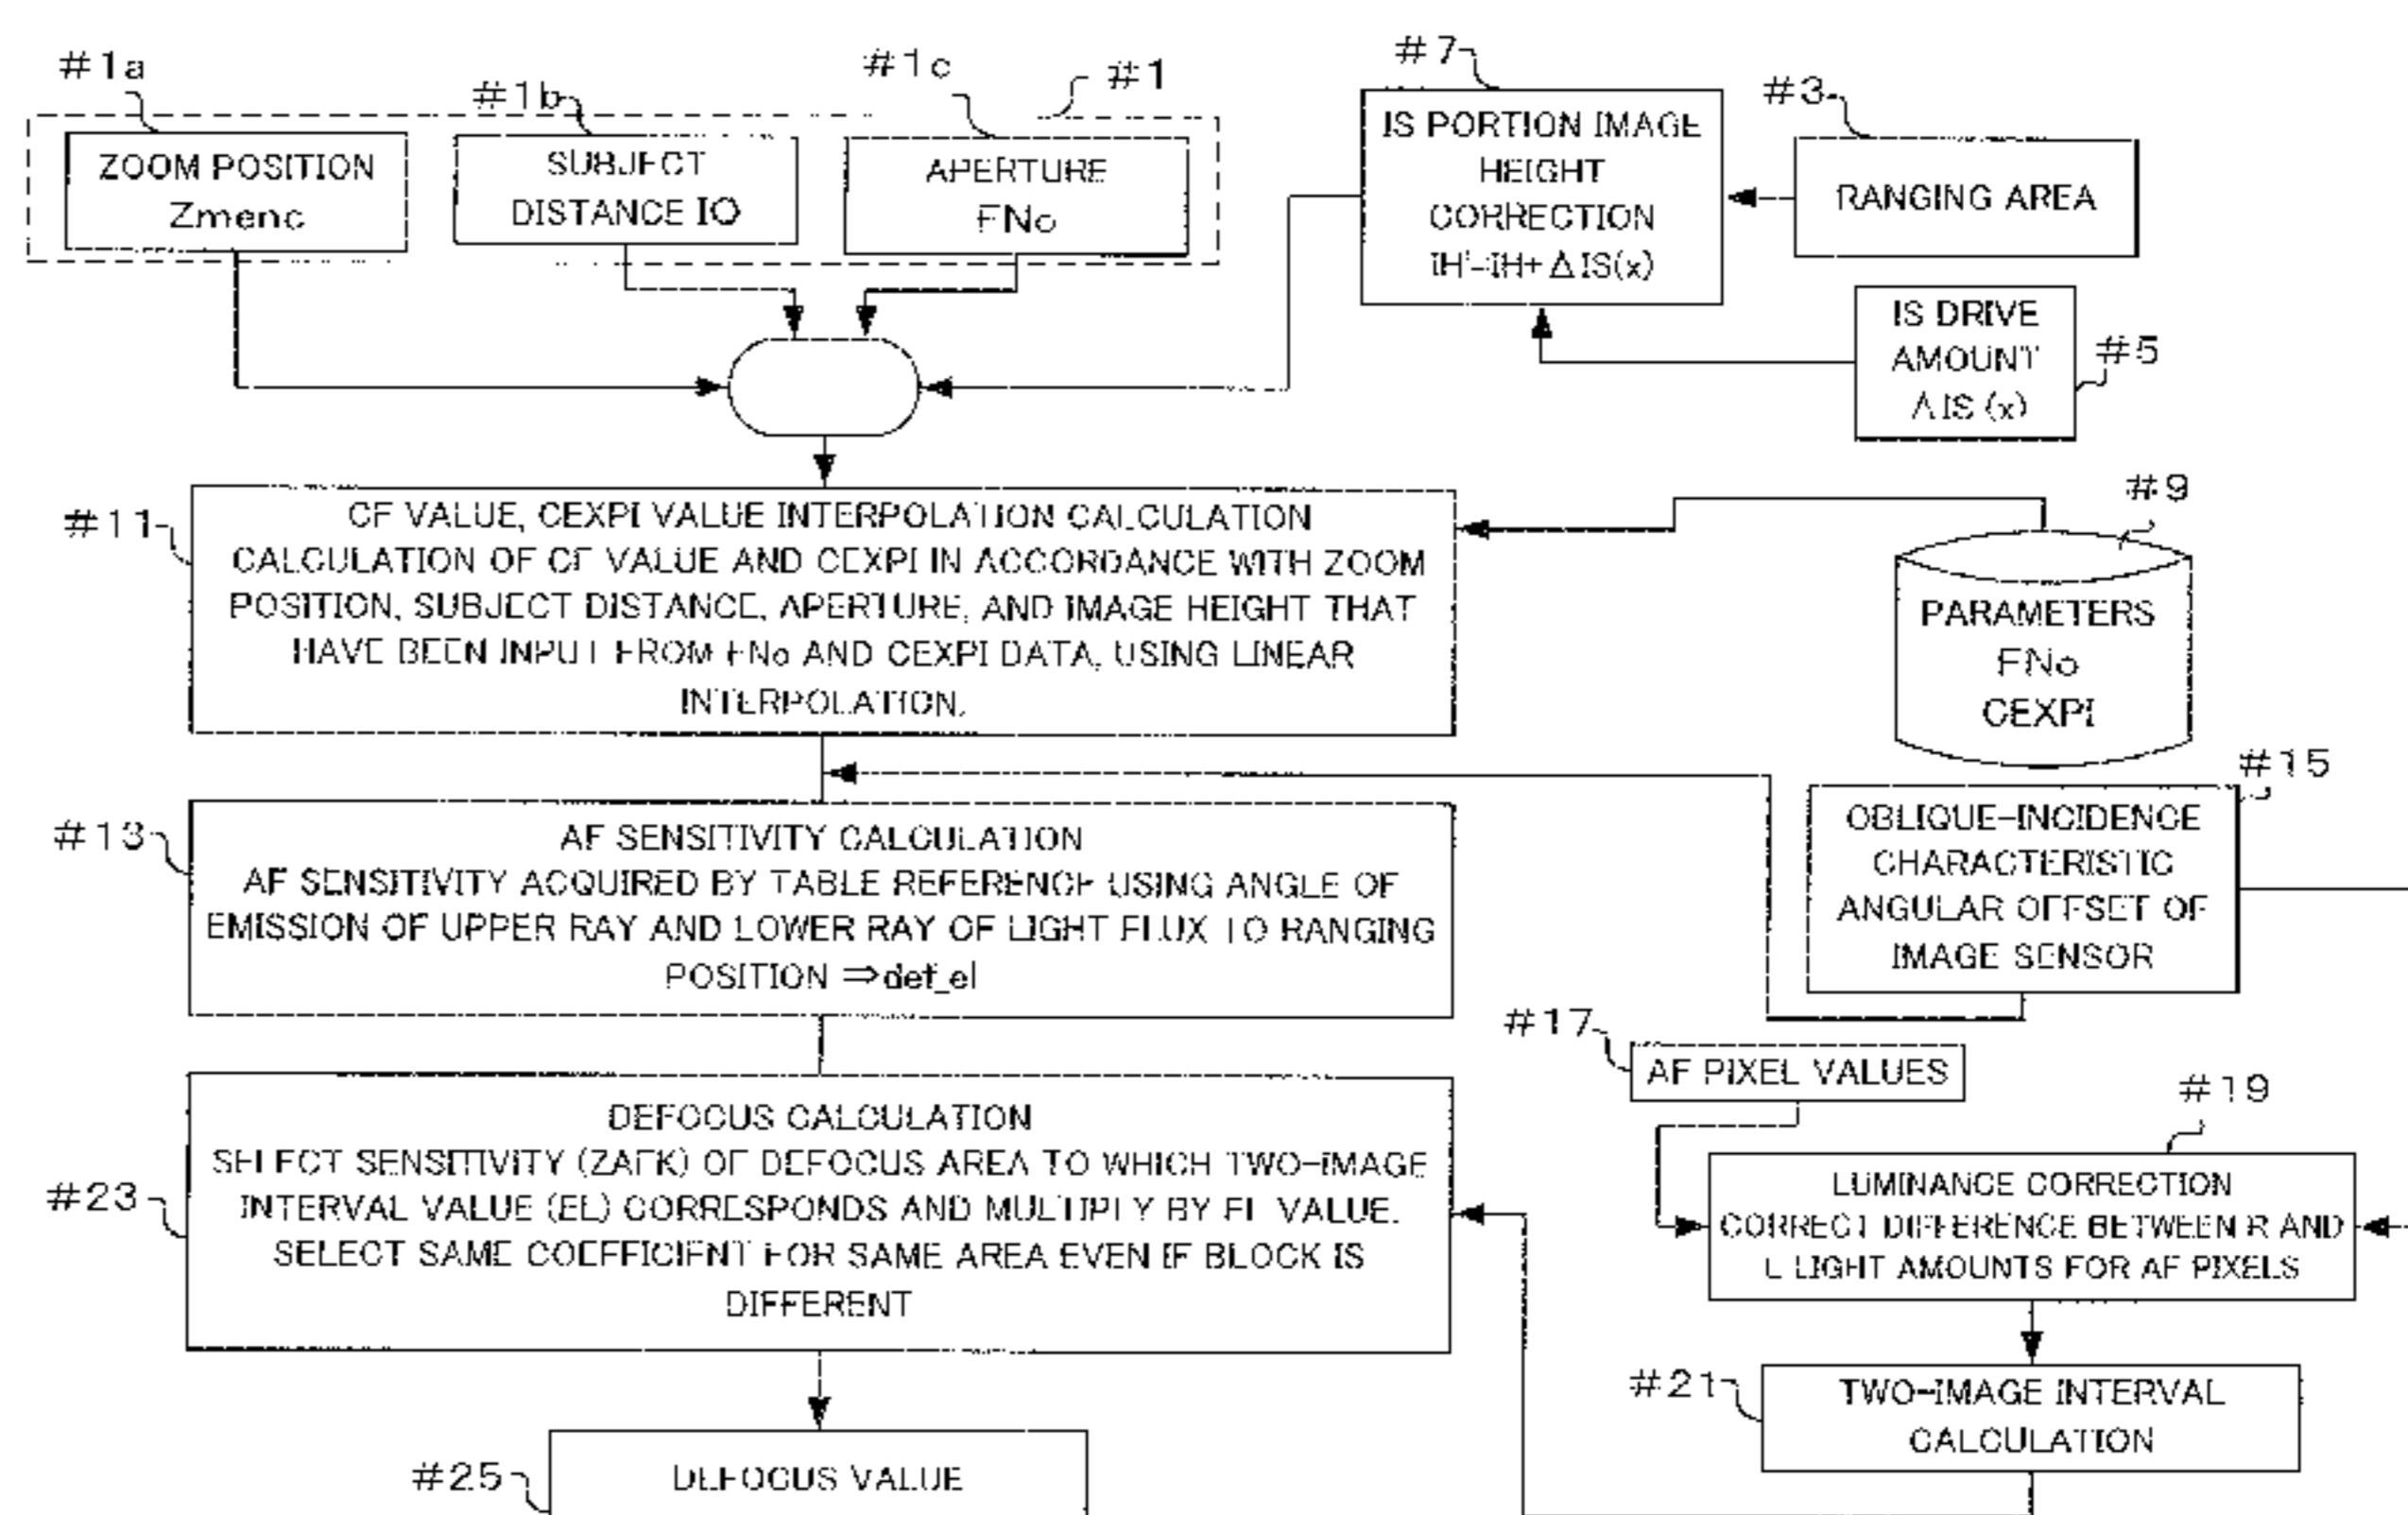 #1a
#1b
#1c
#1
#7
#3
ZOOM POSITION
Zmenc
SUBJECT
DISTANCE IO
APERTURE
FNo
IS PORTION IMAGE
HEIGHT
CORRECTION
IH'=IH+ΔIS(x)
RANGING AREA
IS DRIVE
AMOUNT
ΔIS (x)
#5
#11
CF VALUE, CEXPI VALUE INTERPOLATION CALCULATION
CALCULATION OF CF VALUE AND CEXPI IN ACCORDANCE WITH ZOOM
POSITION, SUBJECT DISTANCE, APERTURE, AND IMAGE HEIGHT THAT
HAVE BEEN INPUT FROM FNo AND CEXPI DATA, USING LINEAR
INTERPOLATION.
#9
PARAMETERS
FNo
CEXPI
#13
AF SENSITIVITY CALCULATION
AF SENSITIVITY ACQUIRED BY TABLE REFERENCE USING ANGLE OF
EMISSION OF UPPER RAY AND LOWER RAY OF LIGHT FLUX TO RANGING
POSITION ⇒def_el
#15
OBLIQUE-INCIDENCE
CHARACTERISTIC
ANGULAR OFFSET OF
IMAGE SENSOR
#17
AF PIXEL VALUES
#19
LUMINANCE CORRECTION
CORRECT DIFFERENCE BETWEEN R AND
L LIGHT AMOUNTS FOR AF PIXELS
#23
DEFOCUS CALCULATION
SELECT SENSITIVITY (ZAFK) OF DEFOCUS AREA TO WHICH TWO-IMAGE
INTERVAL VALUE (EL) CORRESPONDS AND MULTIPLY BY EL VALUE.
SELECT SAME COEFFICIENT FOR SAME AREA EVEN IF BLOCK IS
DIFFERENT
#21
TWO-IMAGE INTERVAL
CALCULATION
#25
DEFOCUS VALUE